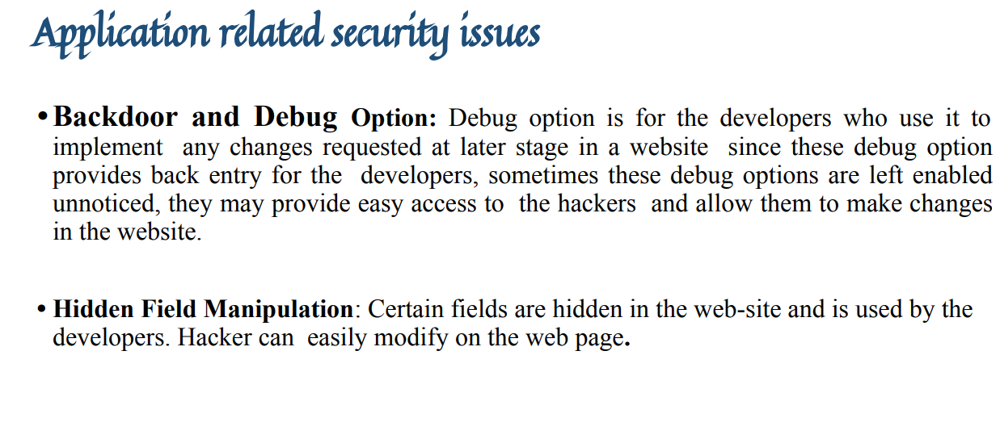 Application related security issues
• Backdoor and Debug Option: Debug option is for the developers who use it to
implement any changes requested at later stage in a website since these debug option
provides back entry for the developers, sometimes these debug options are left enabled
unnoticed, they may provide easy access to the hackers and allow them to make changes
in the website.
• Hidden Field Manipulation: Certain fields are hidden in the web-site and is used by the
developers. Hacker can easily modify on the web page.